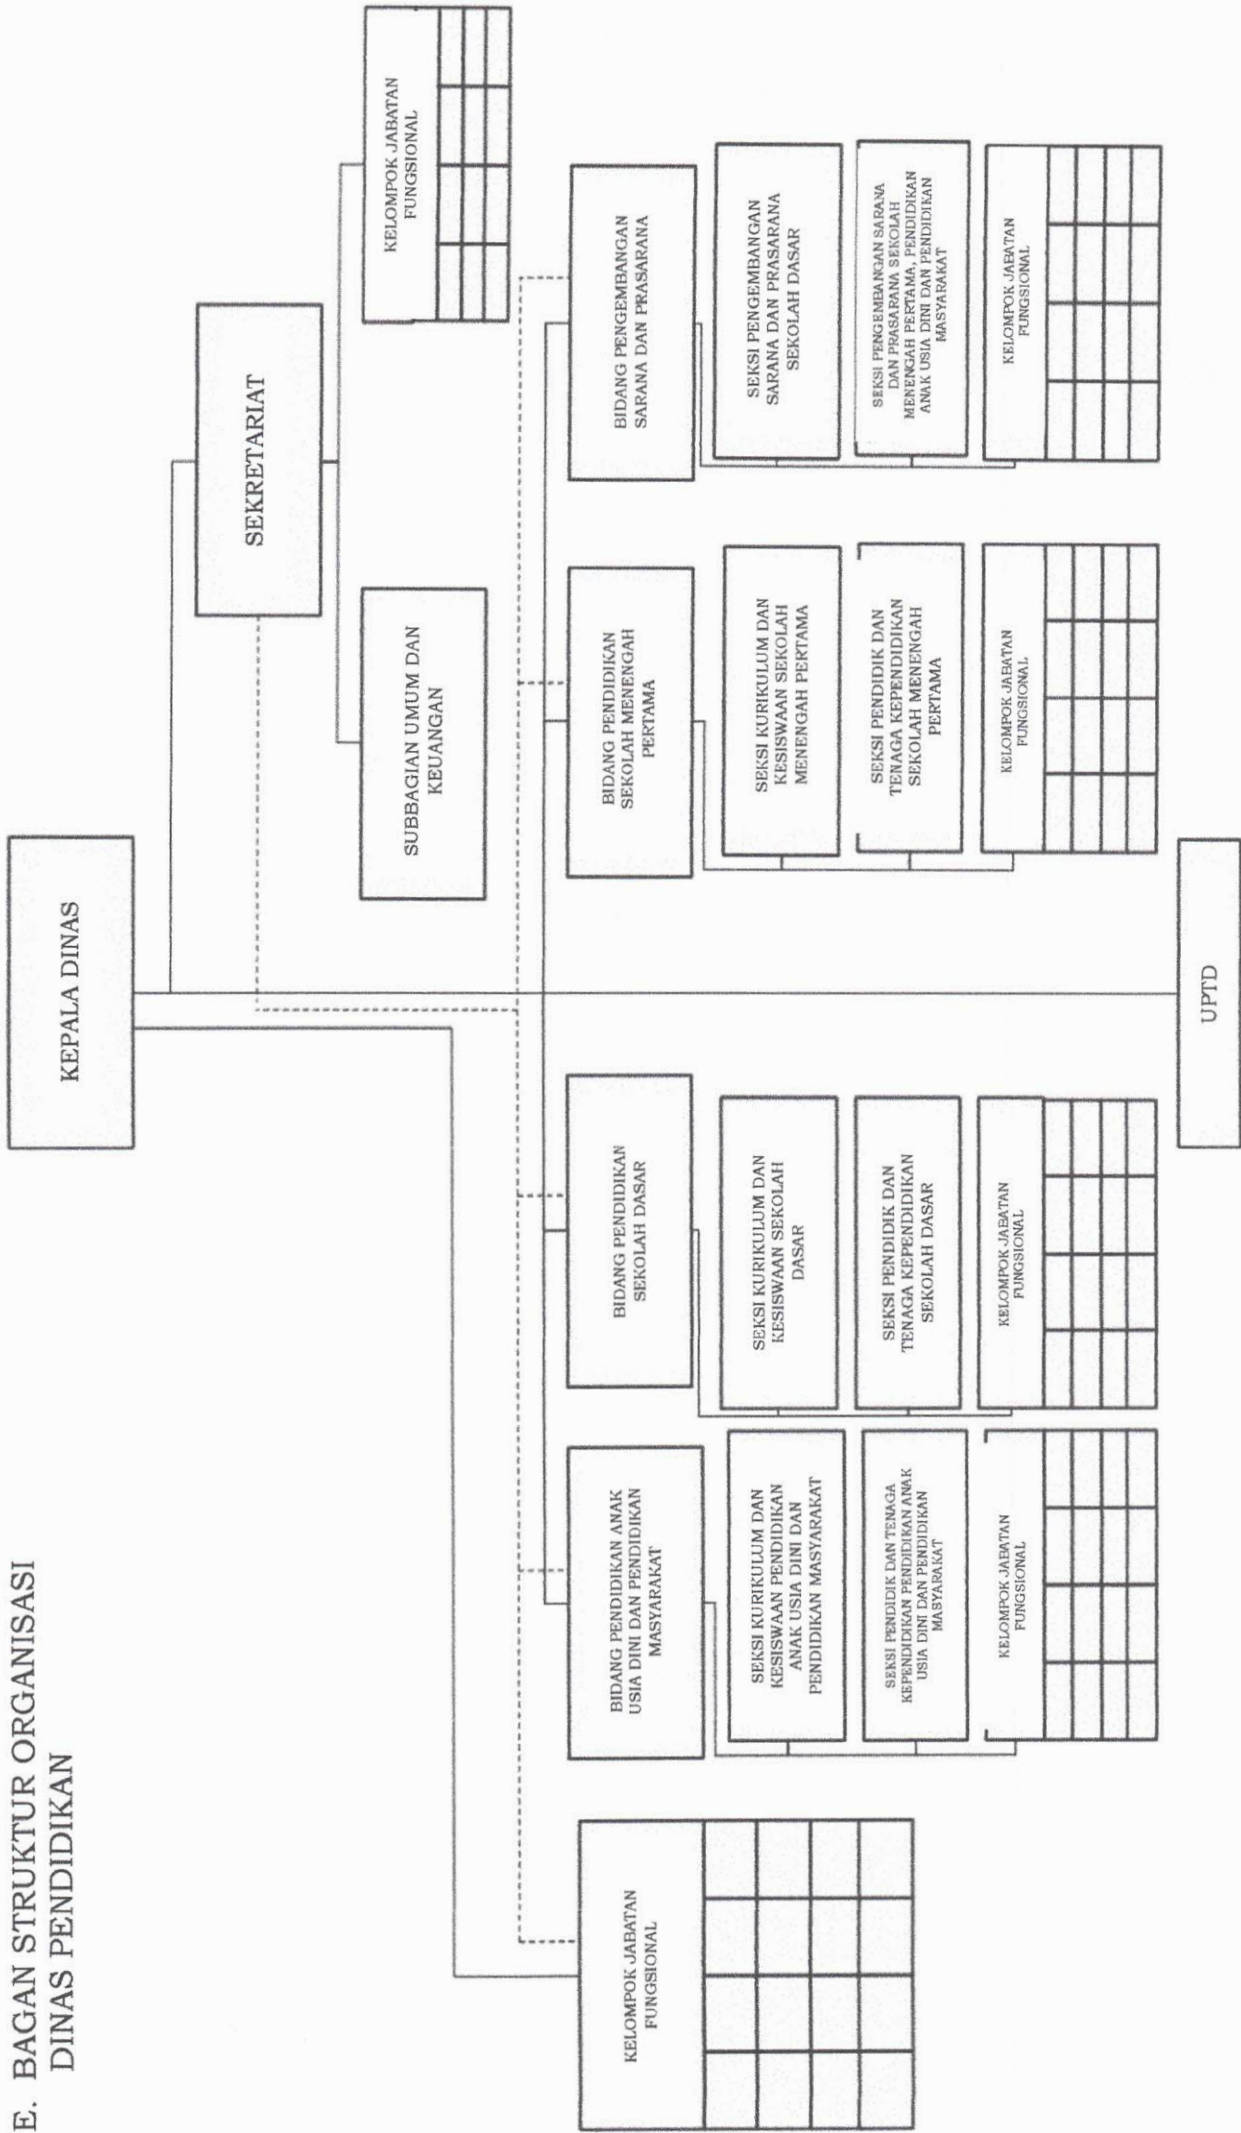 E. BAGAN STRUKTUR ORGANISASI
DINAS PENDIDIKAN
KEPALA DINAS
SEKRETARIAT
SUBBAGIAN UMUM DAN
KEUANGAN
KELOMPOK JABATAN
FUNGSIONAL
KELOMPOK JABATAN
FUNGSIONAL
BIDANG PENDIDIKAN ANAK
USIA DINI DAN PENDIDIKAN
MASYARAKAT
SEKSI KURIKULUM DAN
KESISWAAN PENDIDIKAN
ANAK USIA DINI DAN
PENDIDIKAN MASYARAKAT
SEKSI PENDIDIK DAN TENAGA
KEPENDIDIKAN PENDIDIKAN ANAK
USIA DINI DAN PENDIDIKAN
MASYARAKAT
KELOMPOK JABATAN
FUNGSIONAL
BIDANG PENDIDIKAN
SEKOLAH DASAR
SEKSI KURIKULUM DAN
KESISWAAN SEKOLAH
DASAR
SEKSI PENDIDIK DAN
TENAGA KEPENDIDIKAN
SEKOLAH DASAR
KELOMPOK JABATAN
FUNGSIONAL
BIDANG PENDIDIKAN
SEKOLAH MENENGAH
PERTAMA
SEKSI KURIKULUM DAN
KESISWAAN SEKOLAH
MENENGAH PERTAMA
SEKSI PENDIDIK DAN
TENAGA KEPENDIDIKAN
SEKOLAH MENENGAH
PERTAMA
KELOMPOK JABATAN
FUNGSIONAL
BIDANG PENGEMBANGAN
SARANA DAN PRASARANA
SEKSI PENGEMBANGAN
SARANA DAN PRASARANA
SEKOLAH DASAR
SEKSI PENGEMBANGAN SARANA
DAN PRASARANA SEKOLAH
MENENGAH PERTAMA, PENDIDIKAN
ANAK USIA DINI DAN PENDIDIKAN
MASYARAKAT
KELOMPOK JABATAN
FUNGSIONAL
UPTD